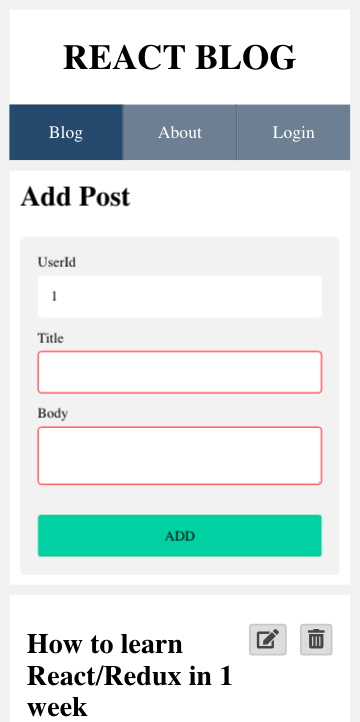 REACT BLOG
Blog About Login
Add Post
UserId
1
Title
Body
ADD
How to learn
React/Redux in 1
week